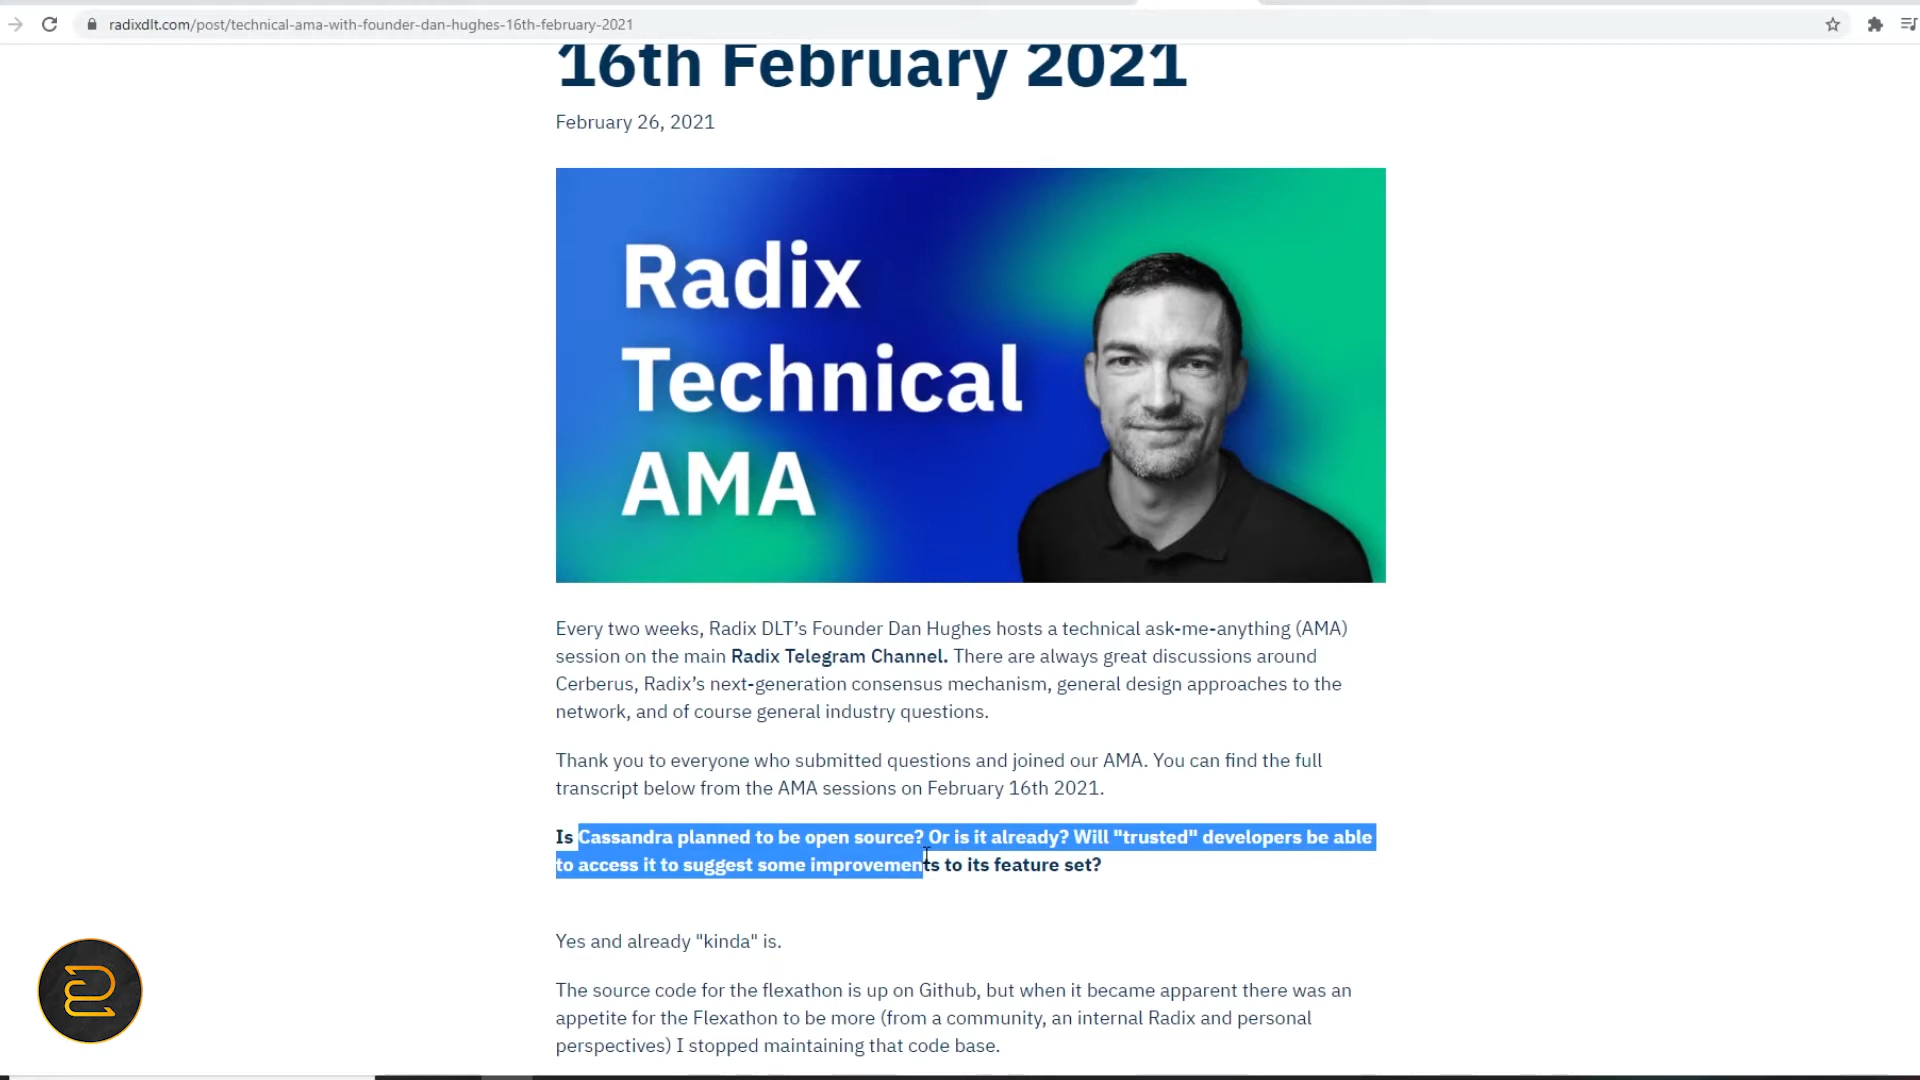 radixdlt.com/post/technical-ama-with-founder-dan-hughes-16th-february-2021
16th February 2021
February 26, 2021
Radix
Technical
AMA
Every two weeks, Radix DLT’s Founder Dan Hughes hosts a technical ask-me-anything (AMA)
session on the main Radix Telegram Channel. There are always great discussions around
Cerberus, Radix’s next-generation consensus mechanism, general design approaches to the
network, and of course general industry questions.
Thank you to everyone who submitted questions and joined our AMA. You can find the full
transcript below from the AMA sessions on February 16th 2021.
Is Cassandra planned to be open source? Or is it already? Will "trusted" developers be able
to access it to suggest some improvements to its feature set?
Yes and already "kinda" is.
The source code for the flexathon is up on Github, but when it became apparent there was an
appetite for the Flexathon to be more (from a community, an internal Radix and personal
perspectives) I stopped maintaining that code base.